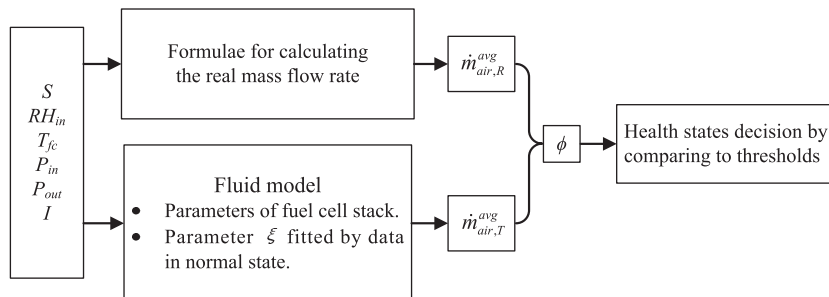 S
RH_in
T_fc
P_in
P_out
I
Formulae for calculating
the real mass flow rate
ṁ^avg_air,R
Fluid model
• Parameters of fuel cell stack.
• Parameter ξ fitted by data
in normal state.
ṁ^avg_air,T
ϕ
Health states decision by
comparing to thresholds